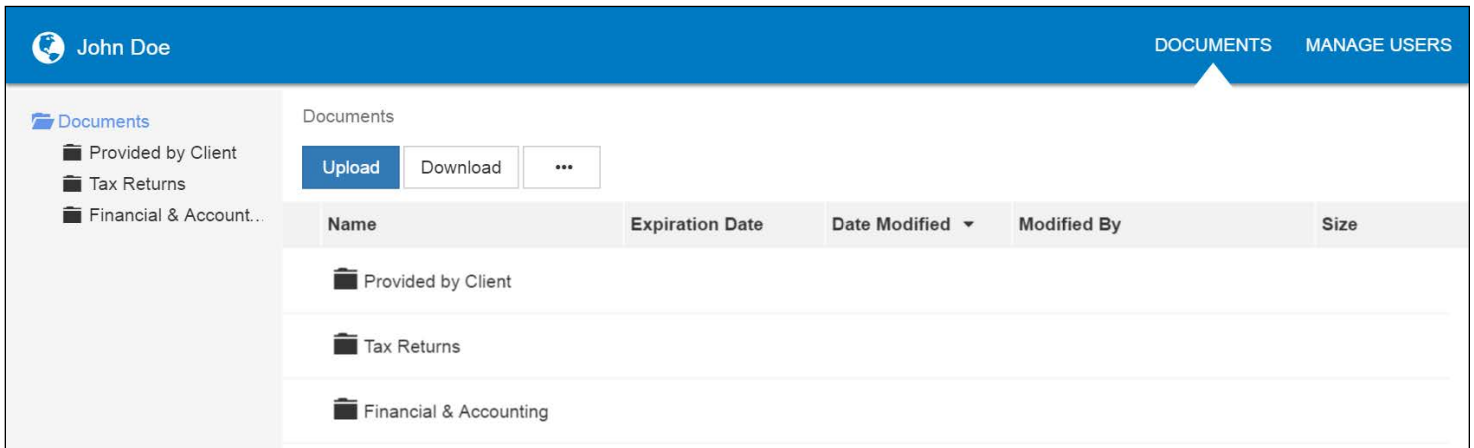 John Doe
DOCUMENTS MANAGE USERS
Documents
Provided by Client
Tax Returns
Financial & Account...
Documents
Upload Download •••
Name Expiration Date Date Modified Modified By Size
Provided by Client
Tax Returns
Financial & Accounting